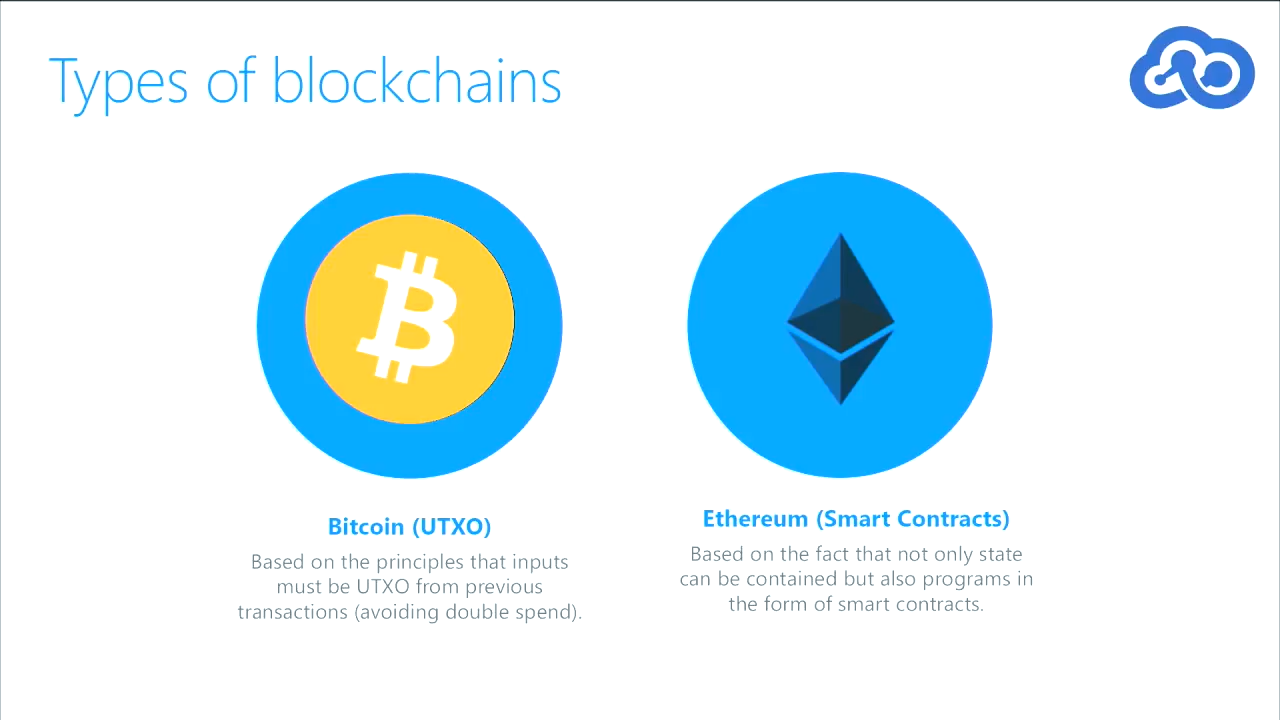 Types of blockchains
Bitcoin (UTXO)
Based on the principles that inputs
must be UTXO from previous
transactions (avoiding double spend).
Ethereum (Smart Contracts)
Based on the fact that not only state
can be contained but also programs in
the form of smart contracts.